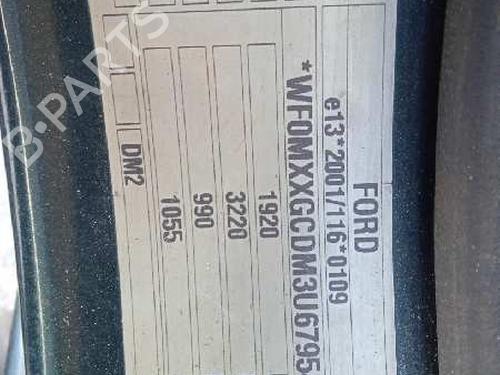 FORD
e13*2001/116*0109
*WF0MXXGCDM3U6795
1920
3220
990
1055
DM2
B-PARTS